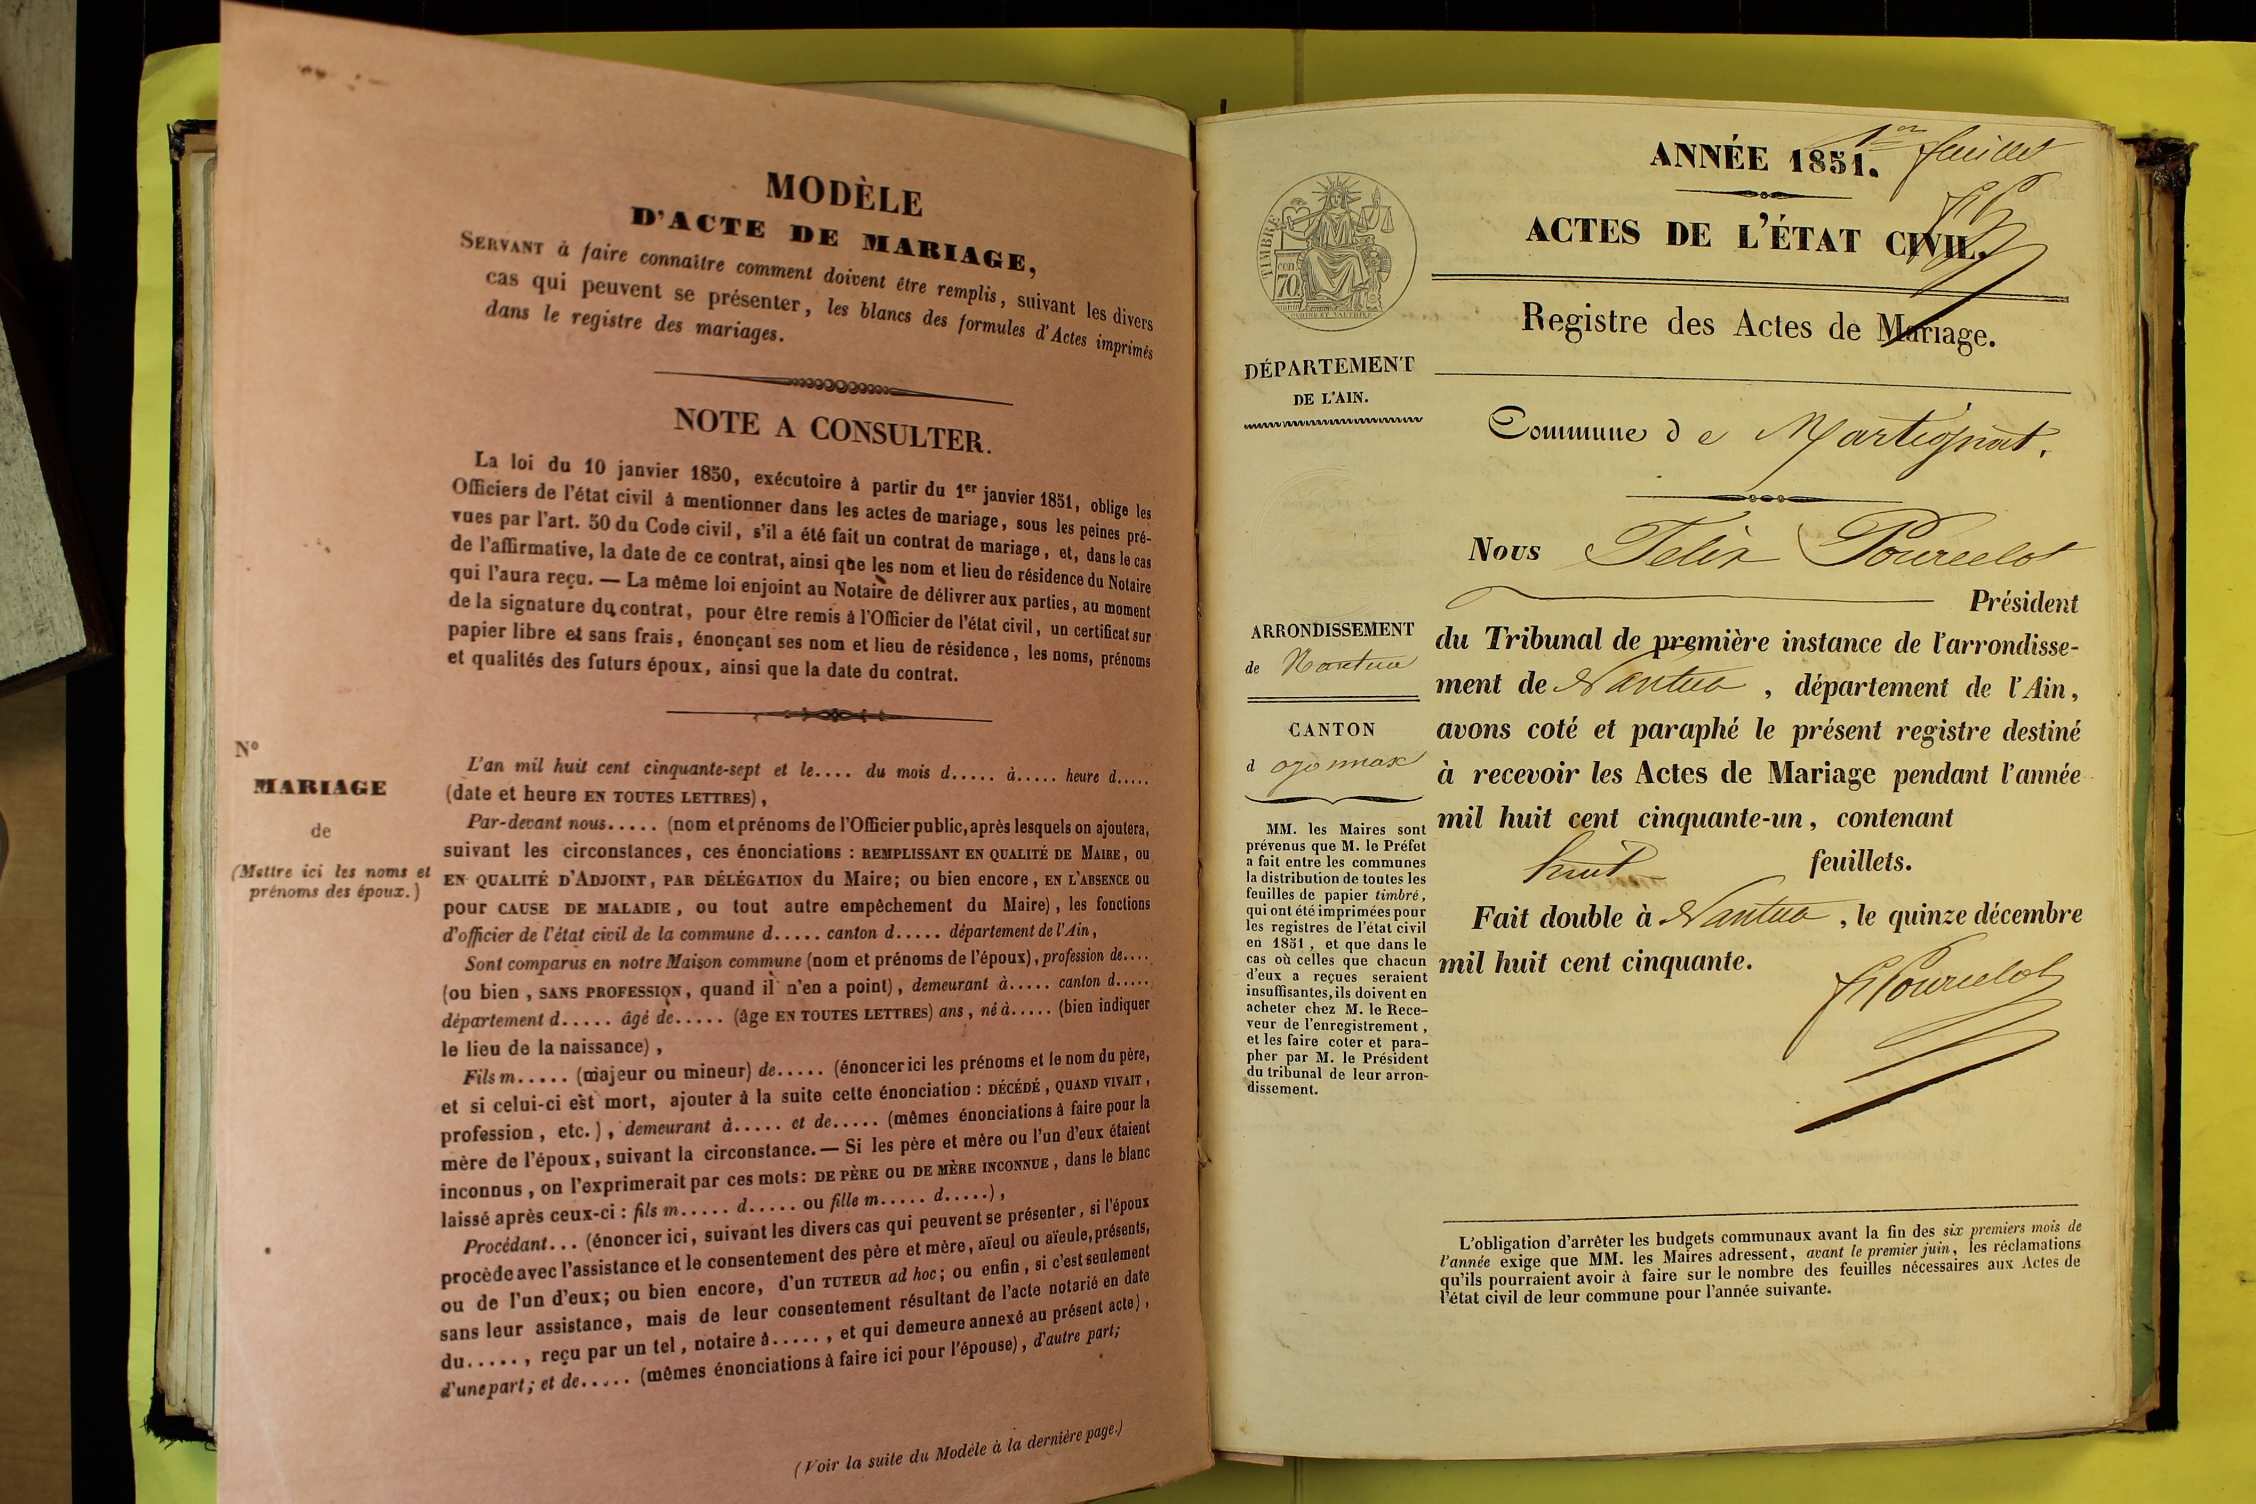 MODÈLE
D'ACTE DE MARIAGE,
SERVANT à faire connaître comment doivent être remplis, suivant les divers
cas qui peuvent se présenter, les blancs des formules d'Actes imprimés
dans le registre des mariages.
NOTE A CONSULTER.
La loi du 10 janvier 1850, exécutoire à partir du 1er janvier 1851, oblige les
Officiers de l'état civil à mentionner dans les actes de mariage, sous les peines pré-
vues par l'art. 50 du Code civil, s'il a été fait un contrat de mariage, et, dans le cas
de l'affirmative, la date de ce contrat, ainsi que les nom et lieu de résidence du Notaire
qui l'aura reçu. — La même loi enjoint au Notaire de délivrer aux parties, au moment
de la signature du contrat, pour être remis à l'Officier de l'état civil, un certificat sur
papier libre et sans frais, énonçant ses nom et lieu de résidence, les noms, prénoms
et qualités des futurs époux, ainsi que la date du contrat.
No
MARIAGE
de
(Mettre ici les noms et
prénoms des époux.)
L'an mil huit cent cinquante-sept et le.... du mois d..... à..... heure d.....
(date et heure EN TOUTES LETTRES),
Par-devant nous..... (nom et prénoms de l'Officier public, après lesquels on ajoutera,
suivant les circonstances, ces énonciations : REMPLISSANT EN QUALITÉ DE MAIRE, OU
EN QUALITÉ D'ADJOINT, PAR DÉLÉGATION du Maire; ou bien encore, EN L'ABSENCE OU
pour CAUSE DE MALADIE, ou tout autre empêchement du Maire), les fonctions
d'officier de l'état civil de la commune d..... canton d..... département de l'Ain,
Sont comparus en notre Maison commune (nom et prénoms de l'époux), profession de....
(ou bien, SANS PROFESSION, quand il n'en a point), demeurant à..... canton d.....
département d..... âgé de..... (âge EN TOUTES LETTRES) ans, né à..... (bien indiquer
le lieu de la naissance),
Fils m..... (majeur ou mineur) de..... (énoncer ici les prénoms et le nom du père,
et si celui-ci est mort, ajouter à la suite cette énonciation : DÉCÉDÉ, QUAND VIVAIT,
profession, etc.), demeurant à..... et de..... (mêmes énonciations à faire pour la
mère de l'époux, suivant la circonstance. — Si les père et mère ou l'un d'eux étaient
inconnus, on l'exprimerait par ces mots: DE PÈRE OU DE MÈRE INCONNUE, dans le blanc
laissé après ceux-ci : fils m..... d..... ou fille m..... d.....),
Procédant... (énoncer ici, suivant les divers cas qui peuvent se présenter, si l'époux
procède avec l'assistance et le consentement des père et mère, aïeul ou aïeule, présents,
ou de l'un d'eux; ou bien encore, d'un TUTEUR ad hoc; ou enfin, si c'est seulement
sans leur assistance, mais de leur consentement résultant de l'acte notarié en date
du....., reçu par un tel, notaire à....., et qui demeure annexé au présent acte),
d'une part; et de..... (mêmes énonciations à faire ici pour l'épouse), d'autre part;
(Voir la suite du Modèle à la dernière page.)
1er feuillet
ANNÉE 1851.
ACTES DE L'ÉTAT CIVIL.
Registre des Actes de Mariage.
TIMBRE
70
DÉPARTEMENT
DE L'AIN.
Commune de Martignat.
Nous Félix Pourcelot
Président
du Tribunal de première instance de l'arrondisse-
ment de Nantua, département de l'Ain,
avons coté et paraphé le présent registre destiné
à recevoir les Actes de Mariage pendant l'année
mil huit cent cinquante-un, contenant
huit feuillets.
Fait double à Nantua, le quinze décembre
mil huit cent cinquante.
Pourcelot
ARRONDISSEMENT
de Nantua
CANTON
d oyonnax
MM. les Maires sont
prévenus que M. le Préfet
a fait entre les communes
la distribution de toutes les
feuilles de papier timbré,
qui ont été imprimées pour
les registres de l'état civil
en 1851, et que dans le
cas où celles que chacun
d'eux a reçues seraient
insuffisantes, ils doivent en
acheter chez M. le Rece-
veur de l'enregistrement,
et les faire coter et para-
pher par M. le Président
du tribunal de leur arron-
dissement.
L'obligation d'arrêter les budgets communaux avant la fin des six premiers mois de
l'année exige que MM. les Maires adressent, avant le premier juin, les réclamations
qu'ils pourraient avoir à faire sur le nombre des feuilles nécessaires aux Actes de
l'état civil de leur commune pour l'année suivante.